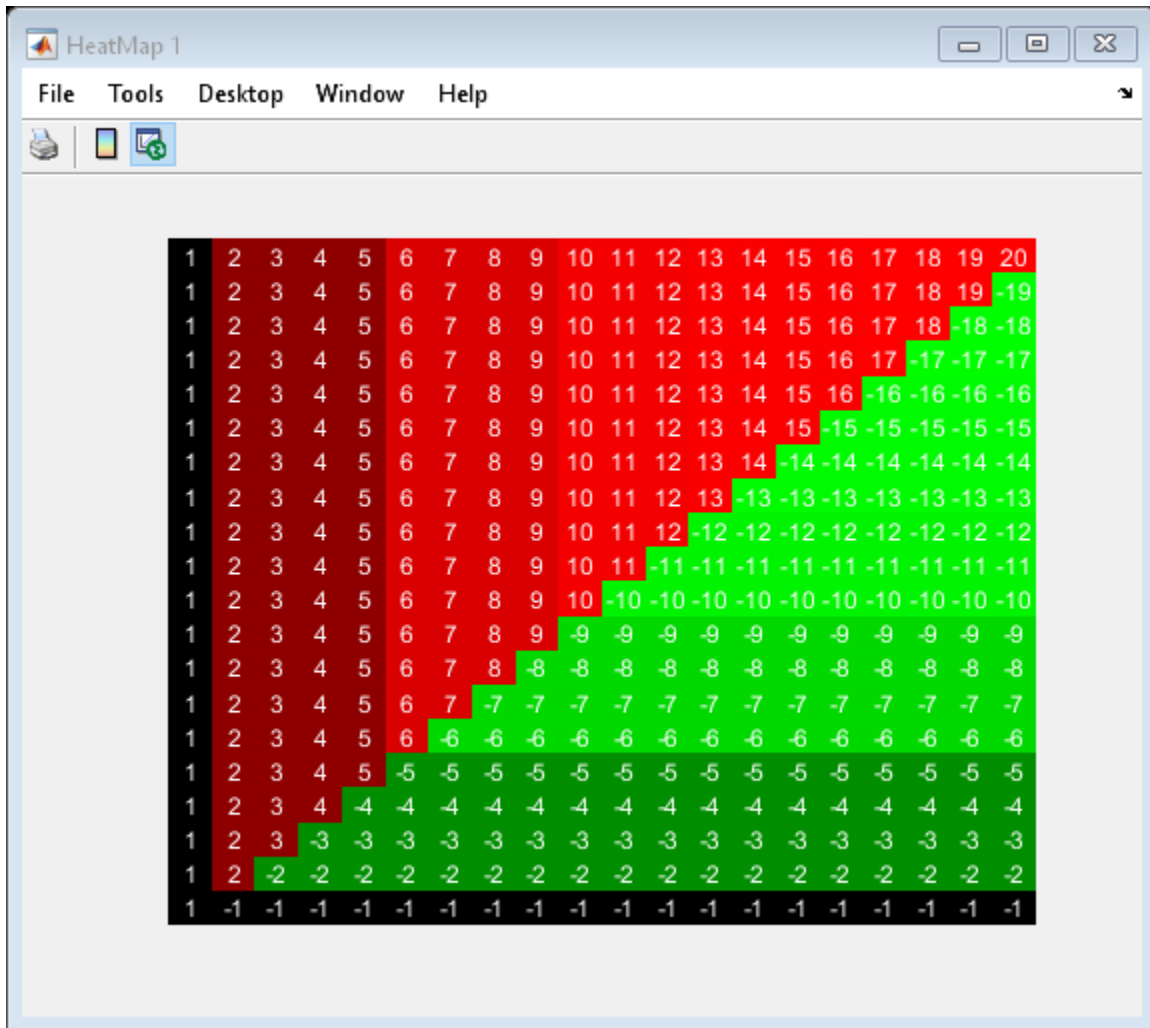 HeatMap 1
File Tools Desktop Window Help
1 2 3 4 5 6 7 8 9 10 11 12 13 14 15 16 17 18 19 20
1 2 3 4 5 6 7 8 9 10 11 12 13 14 15 16 17 18 19 -19
1 2 3 4 5 6 7 8 9 10 11 12 13 14 15 16 17 18 -18 -18
1 2 3 4 5 6 7 8 9 10 11 12 13 14 15 16 17 -17 -17 -17
1 2 3 4 5 6 7 8 9 10 11 12 13 14 15 16 -16 -16 -16 -16
1 2 3 4 5 6 7 8 9 10 11 12 13 14 15 -15 -15 -15 -15 -15
1 2 3 4 5 6 7 8 9 10 11 12 13 14 -14 -14 -14 -14 -14 -14
1 2 3 4 5 6 7 8 9 10 11 12 13 -13 -13 -13 -13 -13 -13 -13
1 2 3 4 5 6 7 8 9 10 11 12 -12 -12 -12 -12 -12 -12 -12 -12
1 2 3 4 5 6 7 8 9 10 11 -11 -11 -11 -11 -11 -11 -11 -11 -11
1 2 3 4 5 6 7 8 9 10 -10 -10 -10 -10 -10 -10 -10 -10 -10 -10
1 2 3 4 5 6 7 8 9 -9 -9 -9 -9 -9 -9 -9 -9 -9 -9 -9
1 2 3 4 5 6 7 8 -8 -8 -8 -8 -8 -8 -8 -8 -8 -8 -8 -8
1 2 3 4 5 6 7 -7 -7 -7 -7 -7 -7 -7 -7 -7 -7 -7 -7 -7
1 2 3 4 5 6 -6 -6 -6 -6 -6 -6 -6 -6 -6 -6 -6 -6 -6 -6
1 2 3 4 5 -5 -5 -5 -5 -5 -5 -5 -5 -5 -5 -5 -5 -5 -5 -5
1 2 3 4 -4 -4 -4 -4 -4 -4 -4 -4 -4 -4 -4 -4 -4 -4 -4 -4
1 2 3 -3 -3 -3 -3 -3 -3 -3 -3 -3 -3 -3 -3 -3 -3 -3 -3 -3
1 2 -2 -2 -2 -2 -2 -2 -2 -2 -2 -2 -2 -2 -2 -2 -2 -2 -2 -2
1 -1 -1 -1 -1 -1 -1 -1 -1 -1 -1 -1 -1 -1 -1 -1 -1 -1 -1 -1